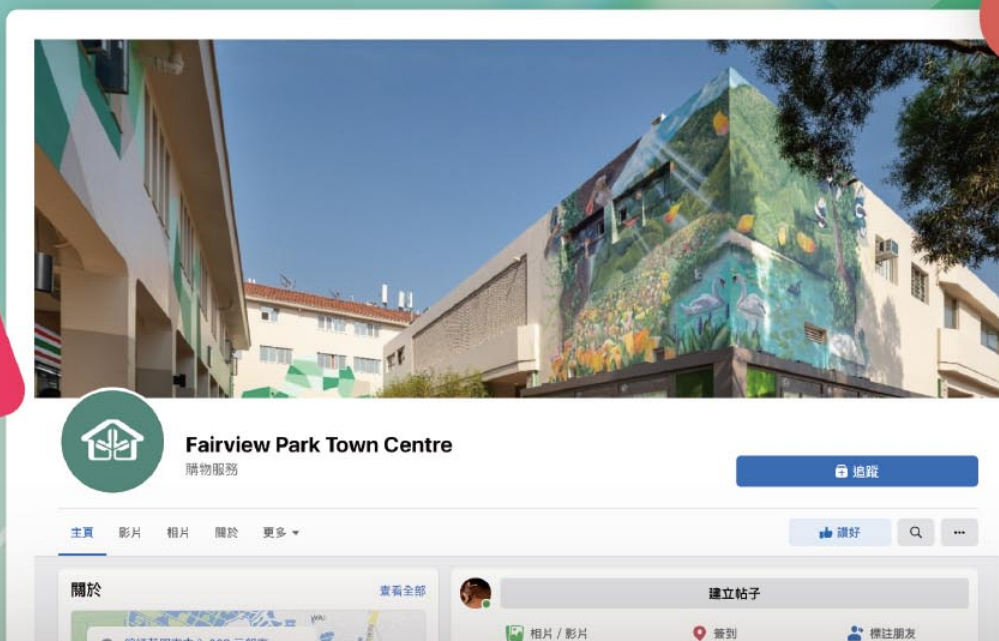 Fairview Park Town Centre
購物服務
追蹤
主頁 影片 相片 關於 更多
讚好
關於
查看全部
建立帖子
相片 / 影片
簽到
標註朋友